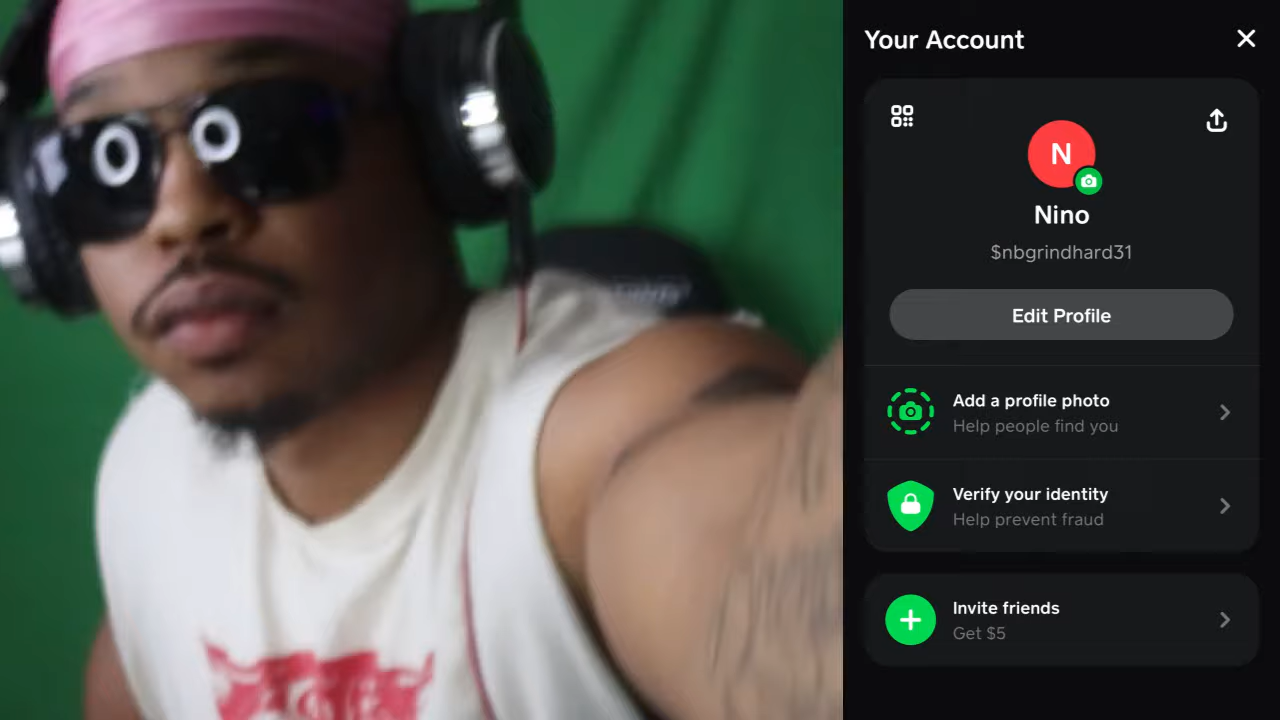 Your Account
N
Nino
$nbgrindhard31
Edit Profile
Add a profile photo
Help people find you
Verify your identity
Help prevent fraud
Invite friends
Get $5